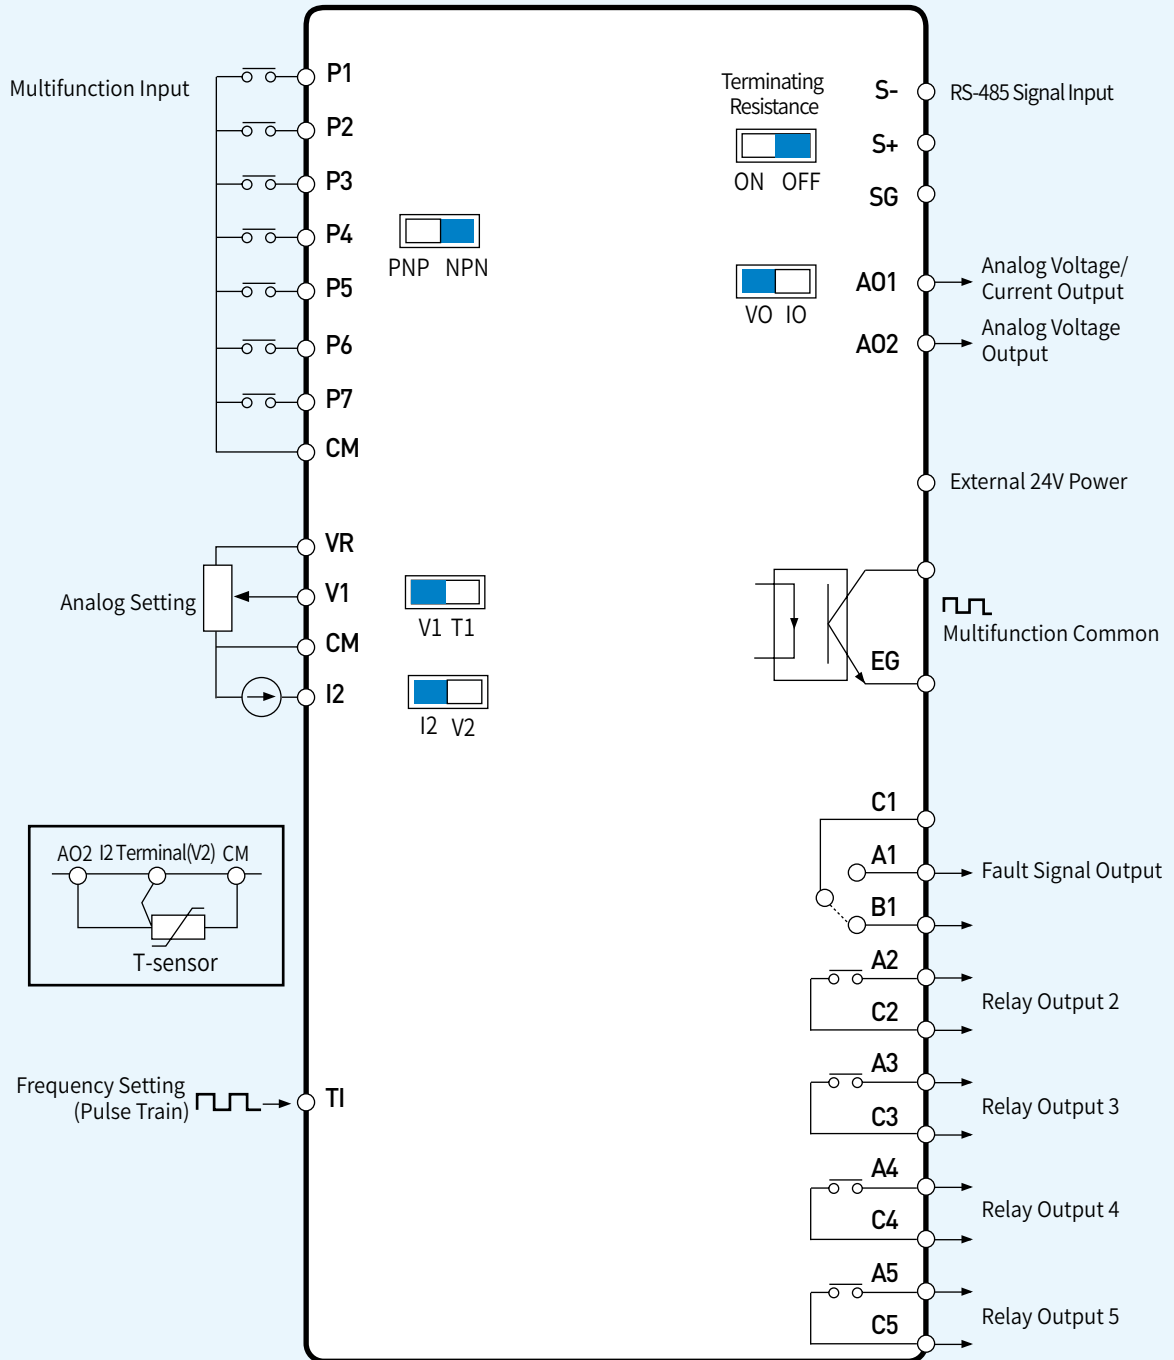 Multifunction Input
P1
P2
P3
P4
P5
P6
P7
CM
PNP NPN
Terminating
Resistance
ON OFF
VO IO
S-
RS-485 Signal Input
S+
SG
AO1
Analog Voltage/
Current Output
AO2
Analog Voltage
Output
External 24V Power
Analog Setting
VR
V1
CM
I2
V1 T1
I2 V2
Multifunction Common
EG
AO2 I2 Terminal(V2) CM
T-sensor
Frequency Setting
(Pulse Train)
TI
C1
A1
Fault Signal Output
B1
A2
Relay Output 2
C2
A3
Relay Output 3
C3
A4
Relay Output 4
C4
A5
Relay Output 5
C5